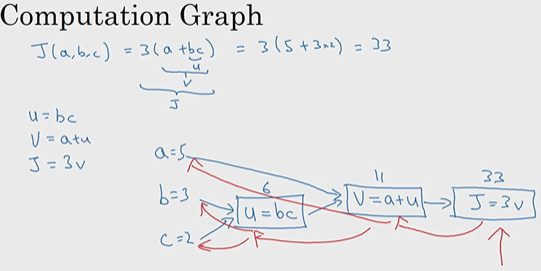 Computation Graph
J(a,b,c) = 3(a + bc) = 3(5 + 3×2) = 33
u
V
J
u = bc
V = a+u
J = 3v
a = 5
b = 3
c = 2
6
u = bc
11
V = a+u
33
J = 3v